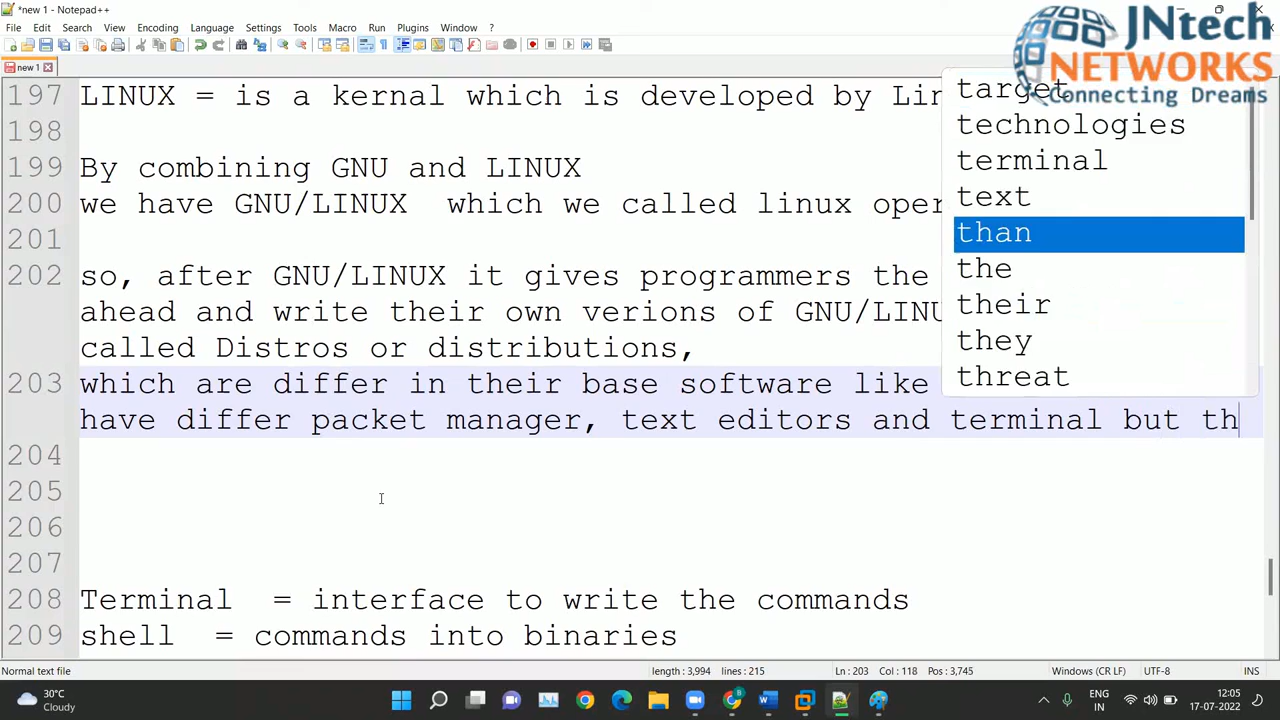 *new 1 - Notepad++
File Edit Search View Encoding Language Settings Tools Macro Run Plugins Window ?
new 1
JNtech
NETWORKS
Connecting Dreams
197 LINUX = is a kernal which is developed by Lin
198
199 By combining GNU and LINUX
200 we have GNU/LINUX which we called linux oper
201
202 so, after GNU/LINUX it gives programmers the
ahead and write their own verions of GNU/LINU
called Distros or distributions,
203 which are differ in their base software like
have differ packet manager, text editors and terminal but th
204
205
206
207
208 Terminal = interface to write the commands
209 shell = commands into binaries
target
technologies
terminal
text
than
the
their
they
threat
Normal text file length : 3,994 lines : 215 Ln : 203 Col : 118 Pos : 3,745 Windows (CR LF) UTF-8 INS
30°C
Cloudy
ENG
IN
12:05
17-07-2022